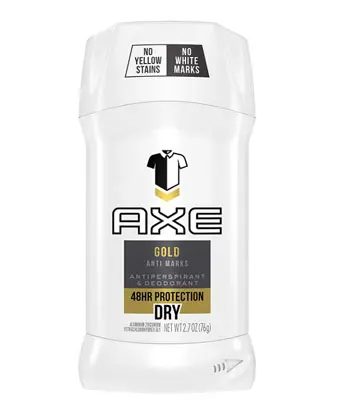 NO YELLOW STAINS
NO WHITE MARKS
AXE
GOLD
ANTI MARKS
ANTIPERSPIRANT
& DEODORANT
48HR PROTECTION
DRY
NET WT 2.7 OZ (76g)